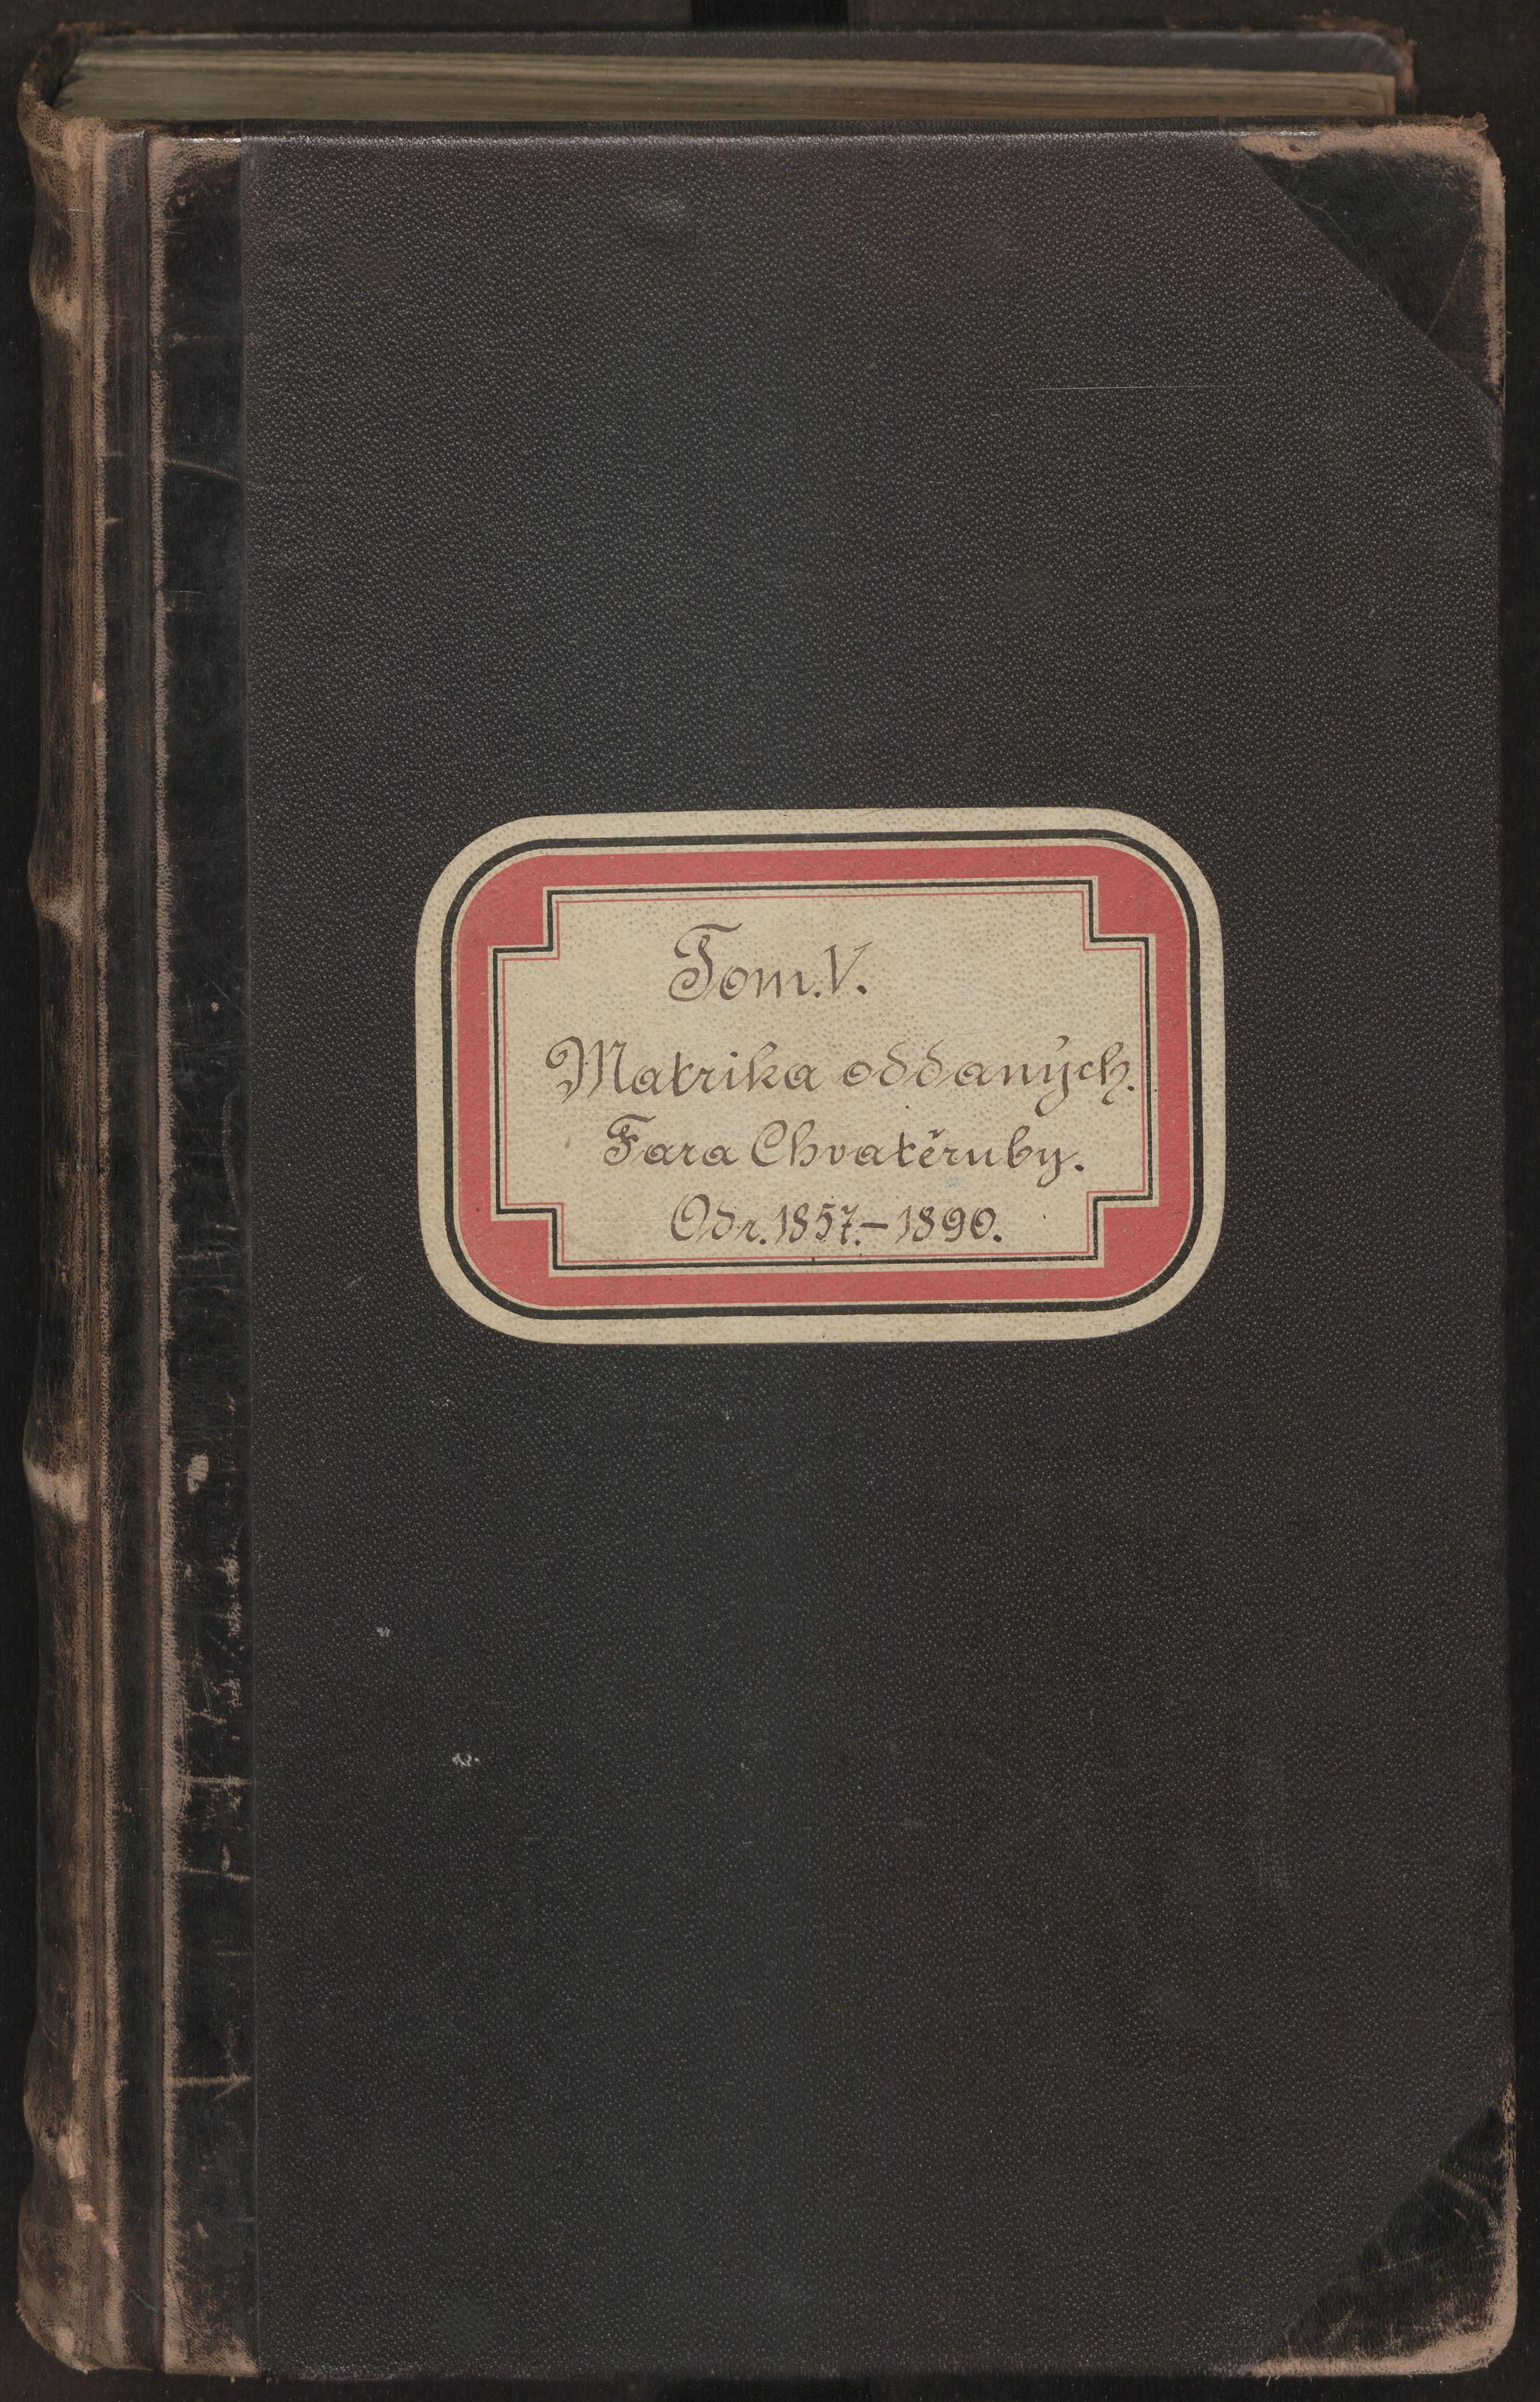 Tom. V.
Matrika oddaných.
Fara Chvatěruby.
Od r. 1857. – 1890.